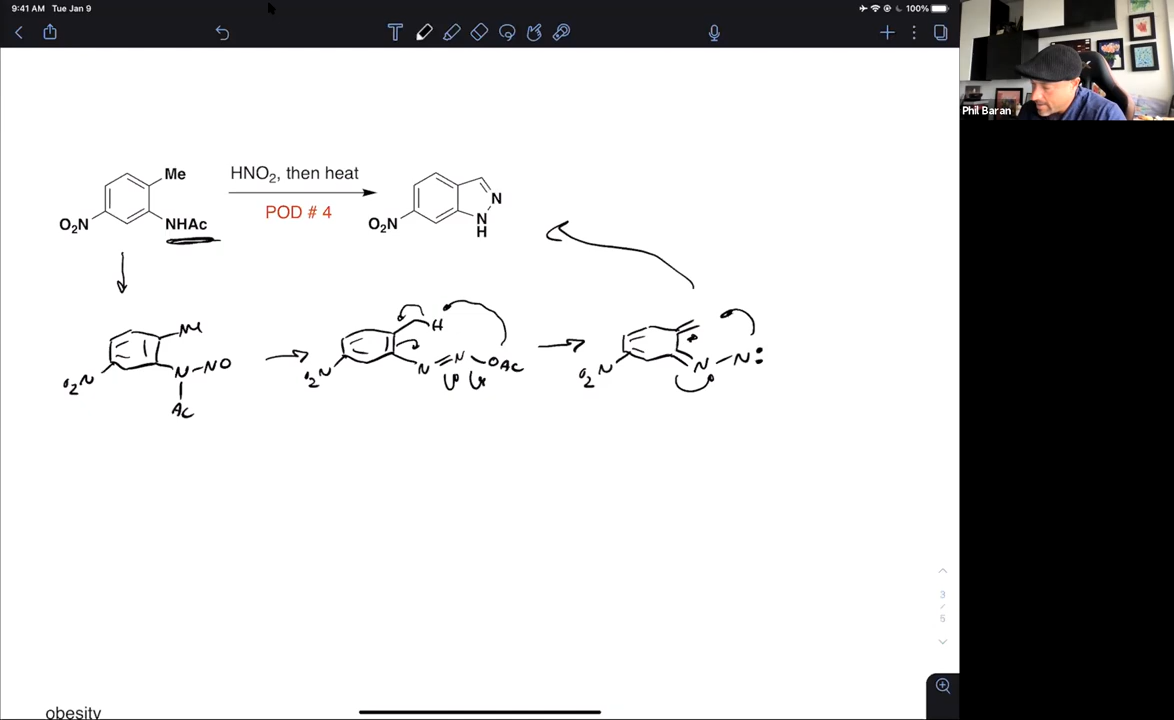 9:41 AM Tue Jan 9
100%
Phil Baran
Me
HNO2, then heat
POD # 4
O2N
NHAc
O2N
N
N
H
Me
O2N
N-NO
Ac
H
O2N
N=N-OAc
O2N
N-N:
3
/
5
obesity